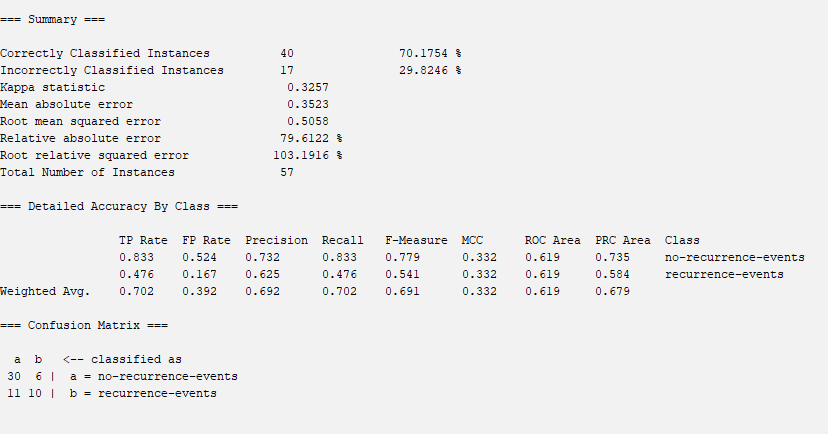 === Summary ===
Correctly Classified Instances 40 70.1754 %
Incorrectly Classified Instances 17 29.8246 %
Kappa statistic 0.3257
Mean absolute error 0.3523
Root mean squared error 0.5058
Relative absolute error 79.6122 %
Root relative squared error 103.1916 %
Total Number of Instances 57
=== Detailed Accuracy By Class ===
TP Rate FP Rate Precision Recall F-Measure MCC ROC Area PRC Area Class
0.833 0.524 0.732 0.833 0.779 0.332 0.619 0.735 no-recurrence-events
0.476 0.167 0.625 0.476 0.541 0.332 0.619 0.584 recurrence-events
Weighted Avg. 0.702 0.392 0.692 0.702 0.691 0.332 0.619 0.679
=== Confusion Matrix ===
a b <-- classified as
30 6 | a = no-recurrence-events
11 10 | b = recurrence-events